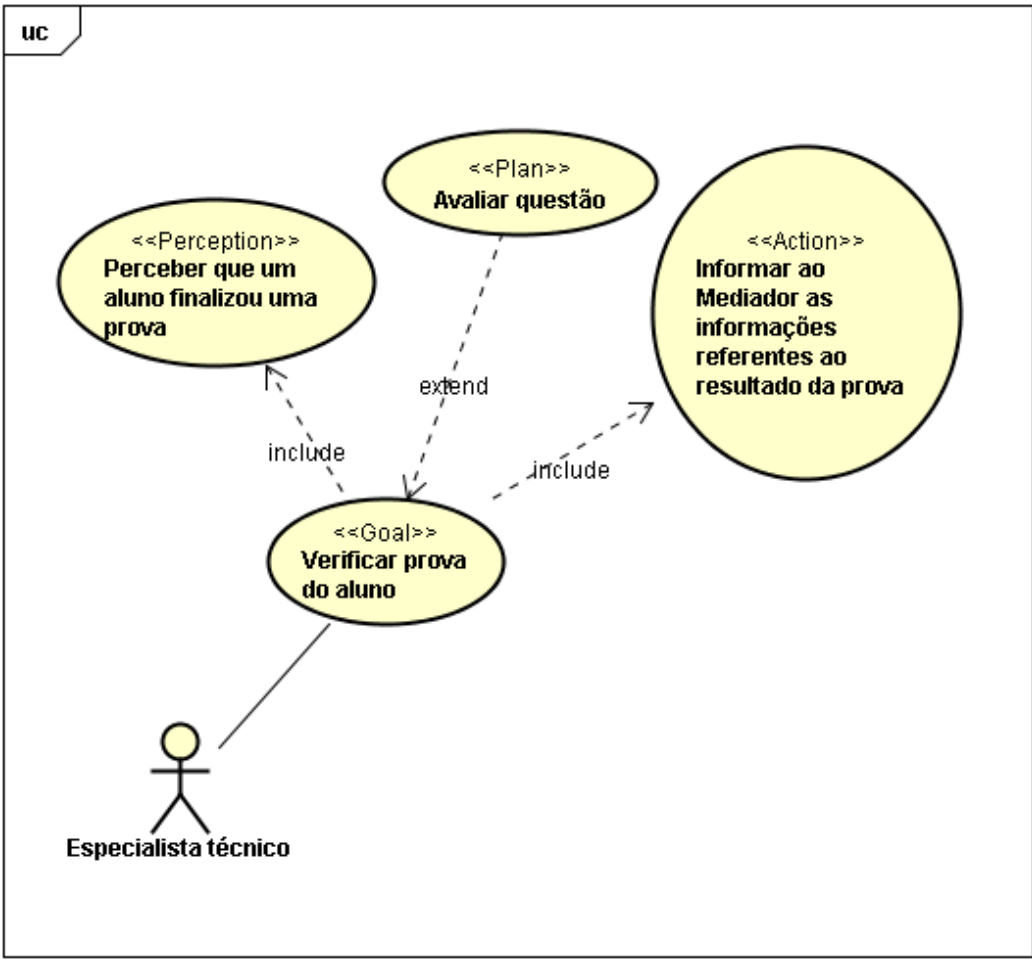 uc
<<Plan>>
Avaliar questão
<<Perception>>
Perceber que um
aluno finalizou uma
prova
<<Action>>
Informar ao
Mediador as
informações
referentes ao
resultado da prova
extend
include
include
<<Goal>>
Verificar prova
do aluno
Especialista técnico